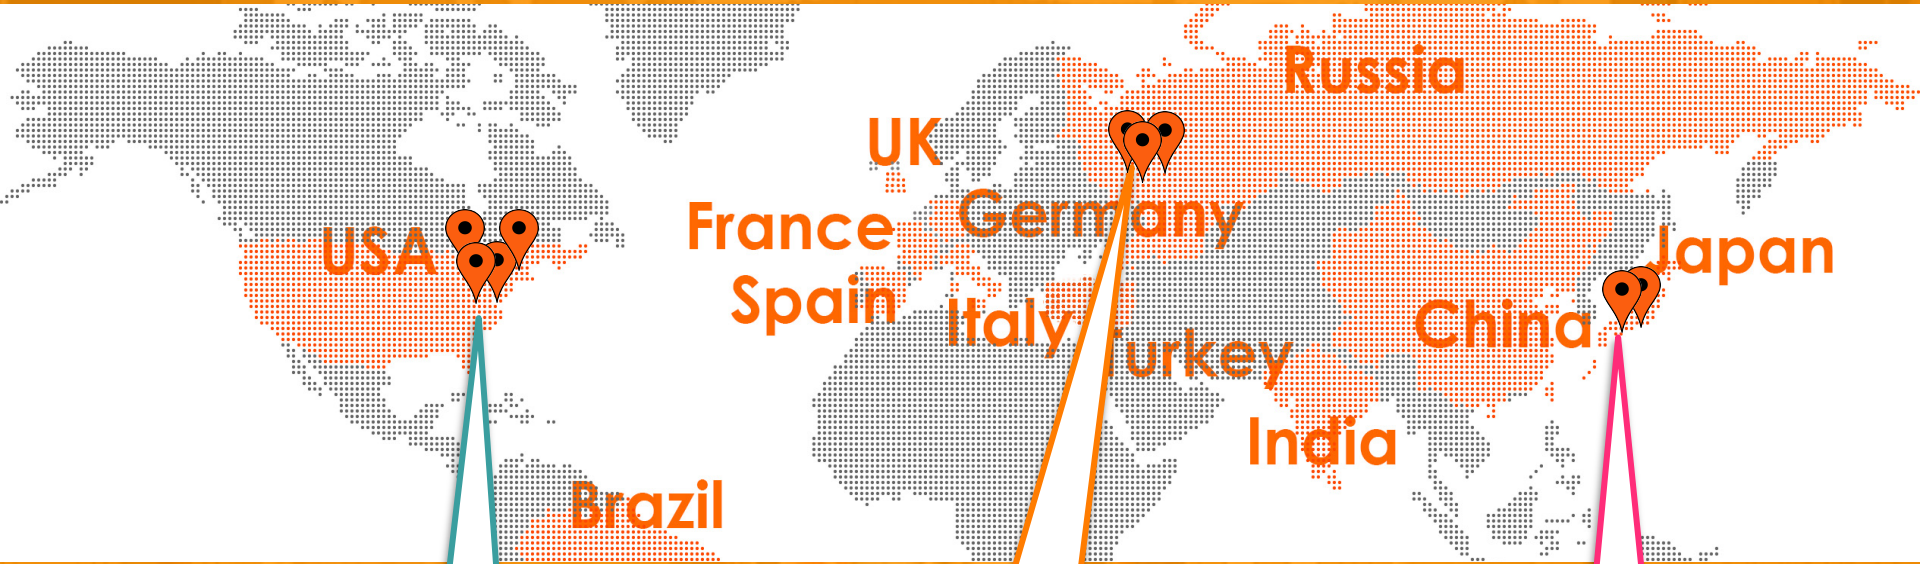 Russia
UK
Germany
France
USA
Japan
Spain
Italy
China
Turkey
India
Brazil